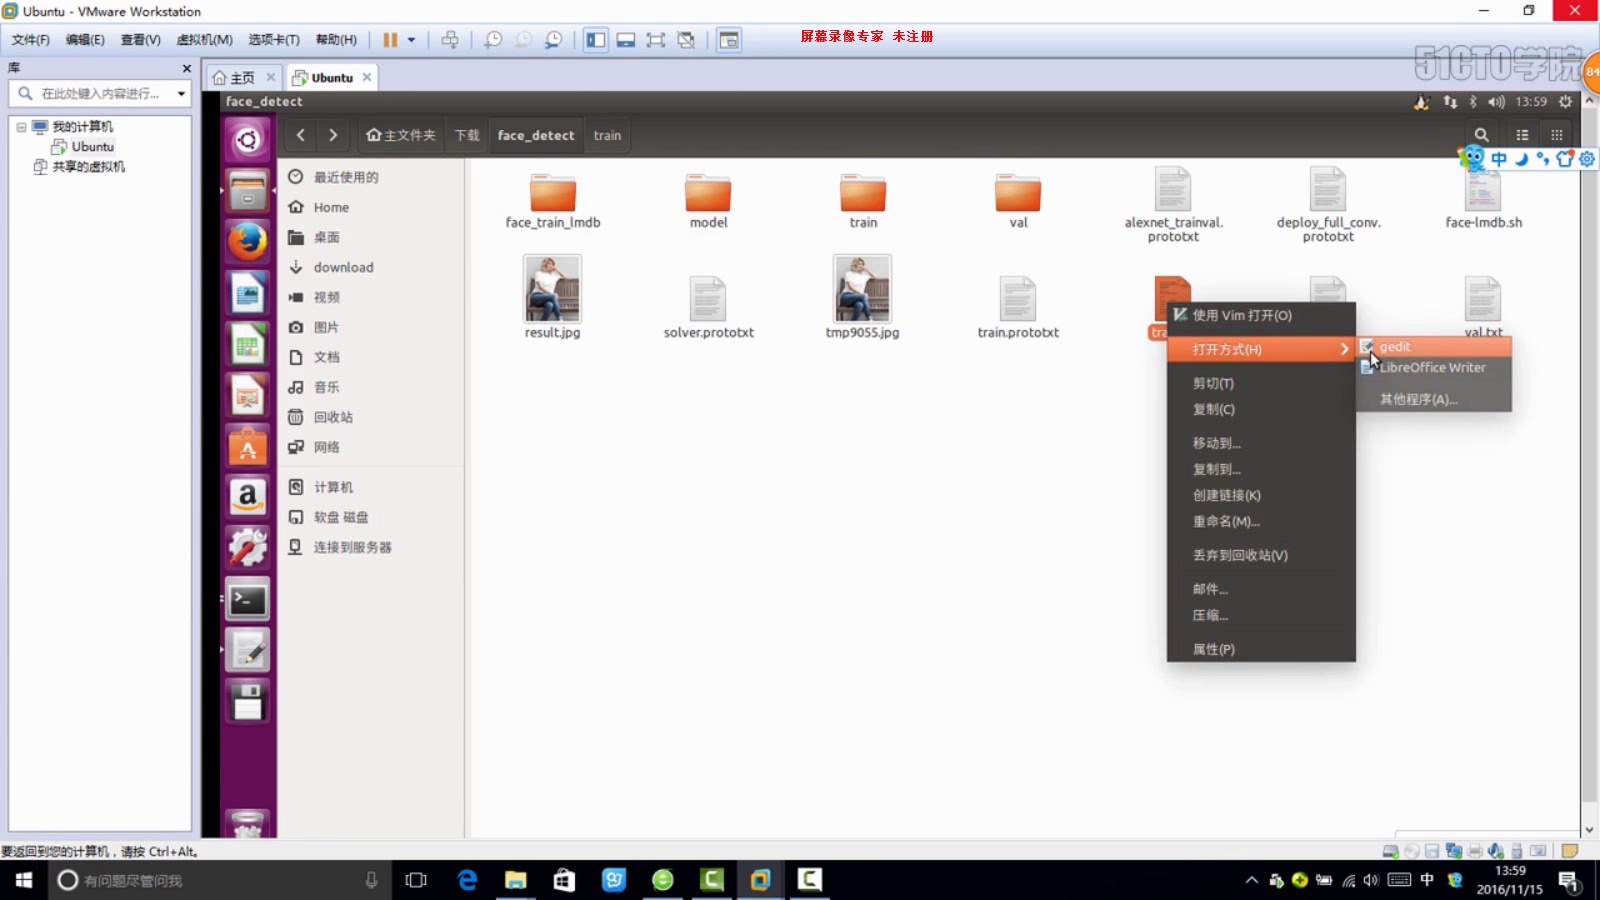 Ubuntu - VMware Workstation
文件(F) 编辑(E) 查看(V) 虚拟机(M) 选项卡(T) 帮助(H)
屏幕录像专家 未注册
51CTO学院
84
库
主页
Ubuntu
在此处键入内容进行...
我的计算机
Ubuntu
共享的虚拟机
face_detect
13:59
主文件夹 下载 face_detect train
中
最近使用的
Home
桌面
download
视频
图片
文档
音乐
回收站
网络
计算机
软盘 磁盘
连接到服务器
face_train_lmdb
model
train
val
alexnet_trainval.
prototxt
deploy_full_conv.
prototxt
face-lmdb.sh
result.jpg
solver.prototxt
tmp9055.jpg
train.prototxt
val.txt
使用 Vim 打开(O)
打开方式(H)
剪切(T)
复制(C)
移动到...
复制到...
创建链接(K)
重命名(M)...
丢弃到回收站(V)
邮件...
压缩...
属性(P)
gedit
LibreOffice Writer
其他程序(A)...
要返回到您的计算机，请按 Ctrl+Alt。
有问题尽管问我
中
13:59
2016/11/15
1